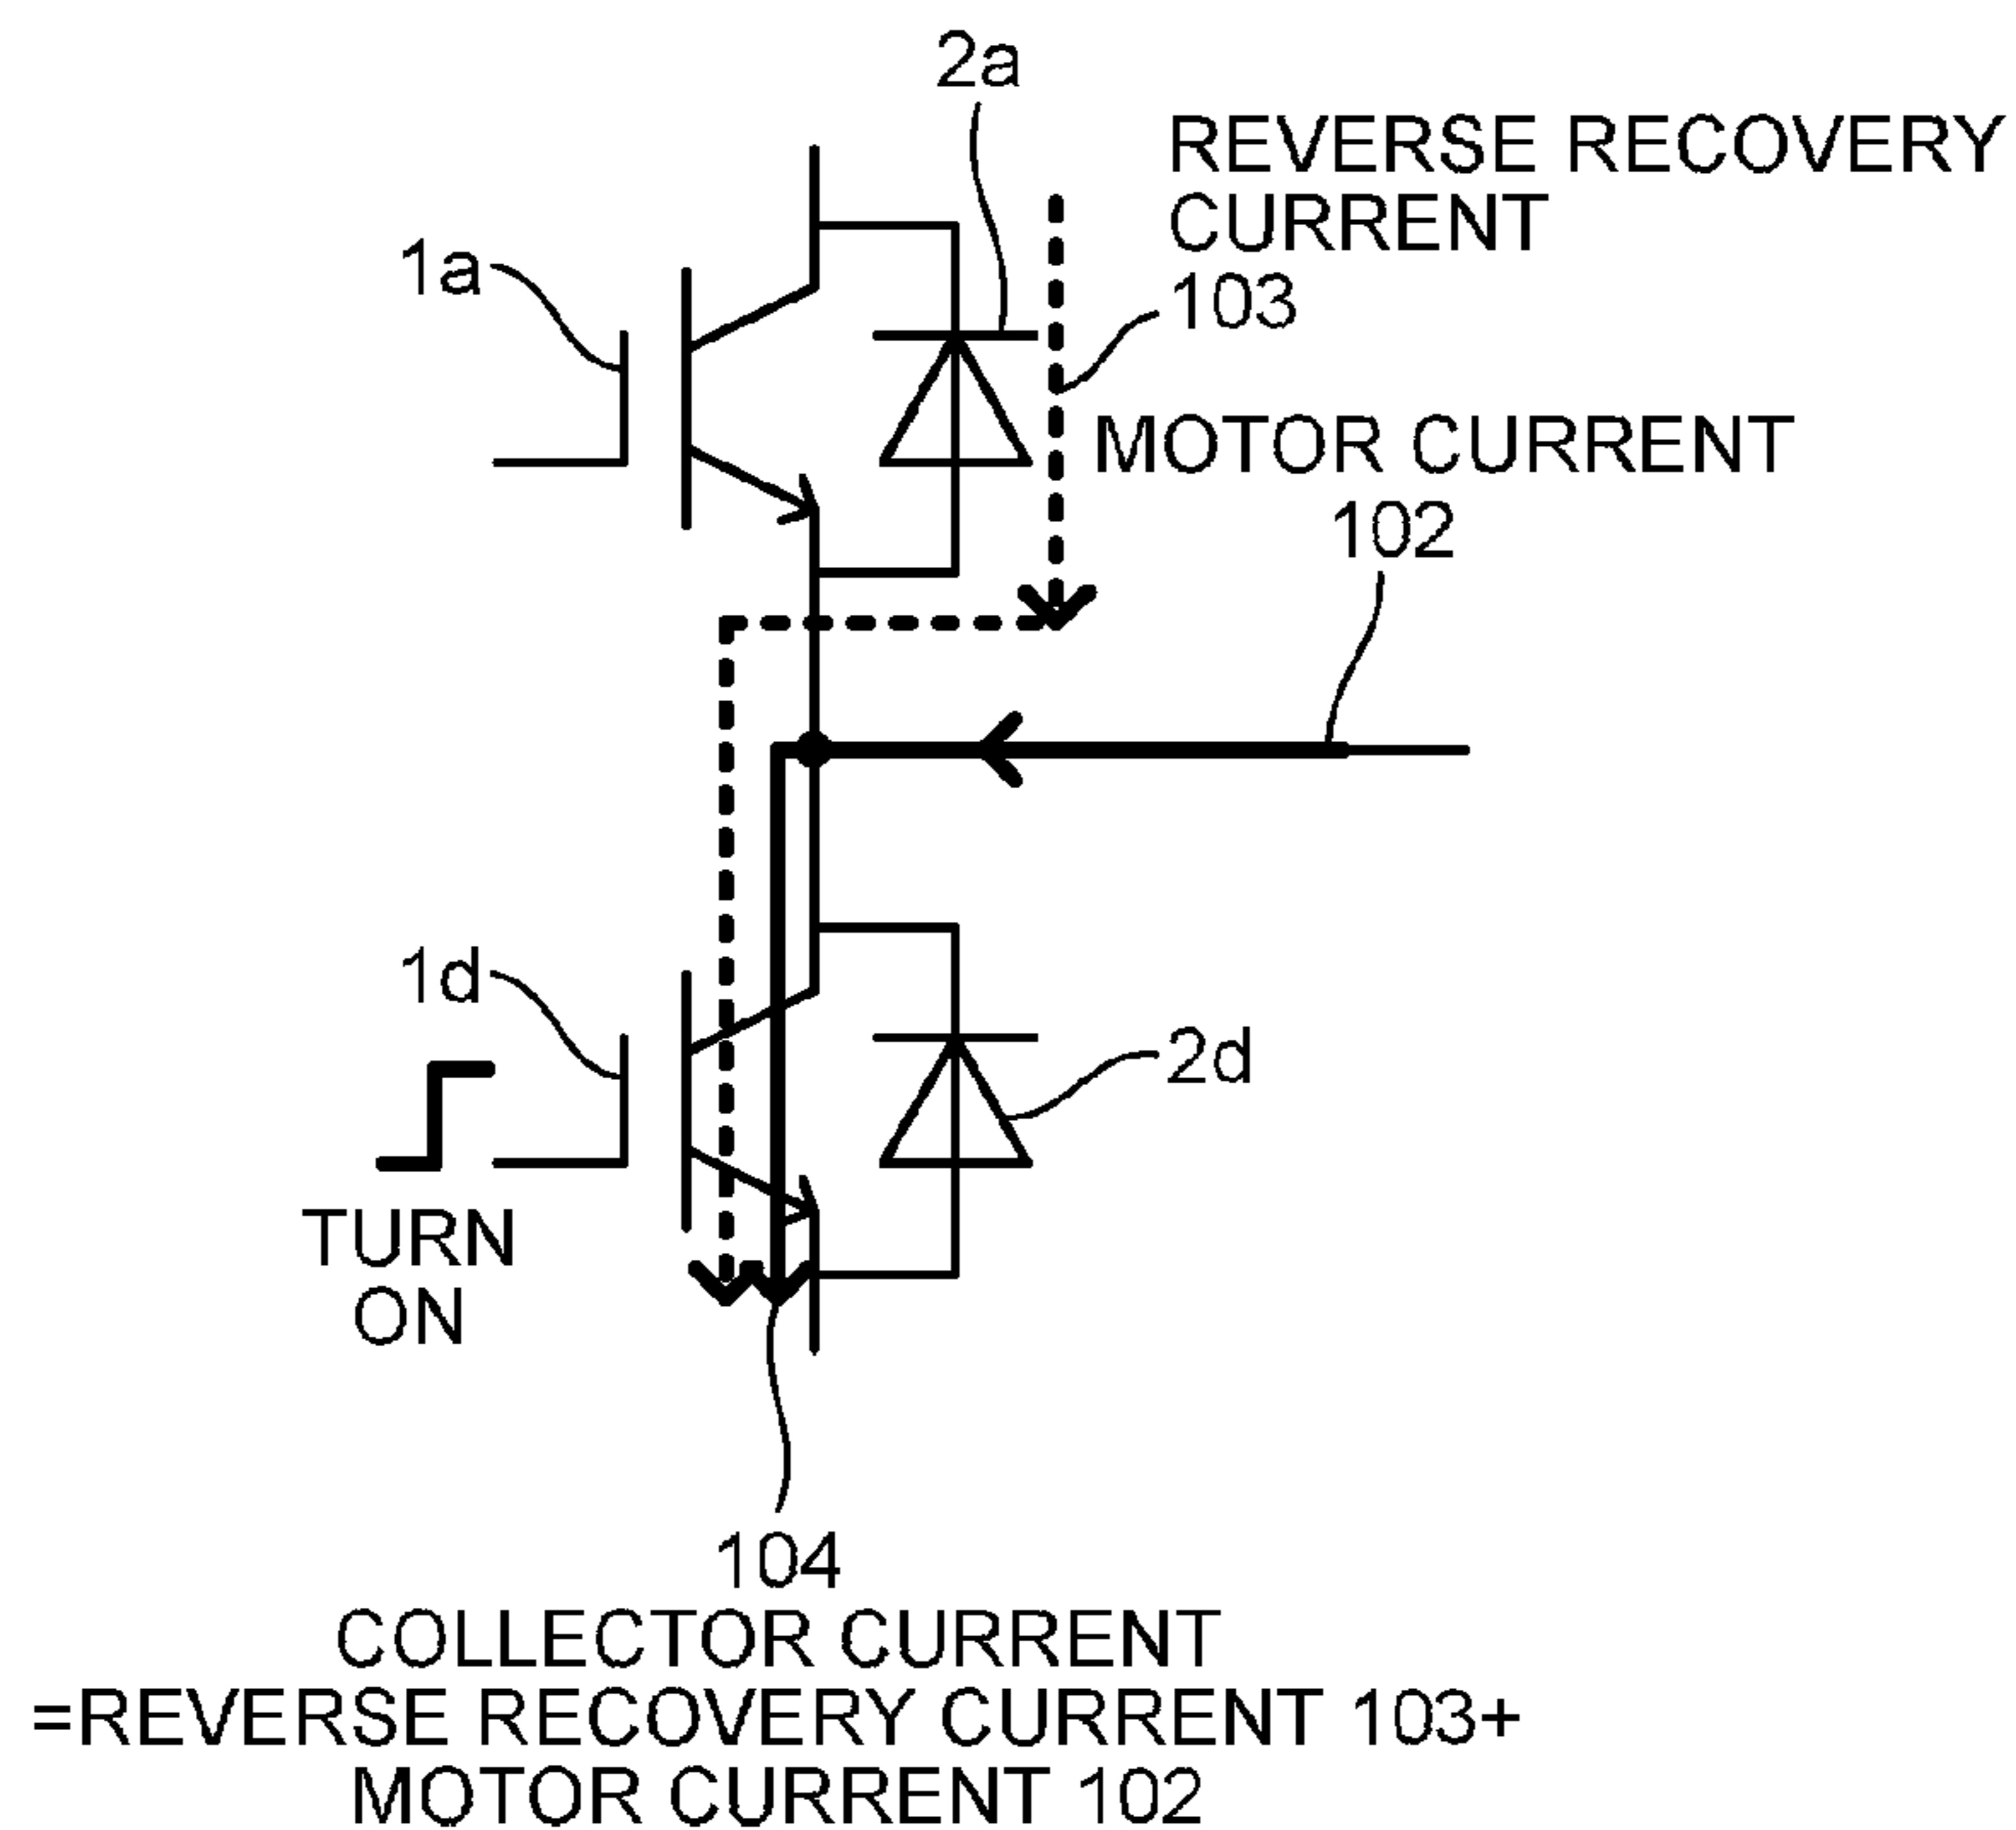 2a
REVERSE RECOVERY
CURRENT
103
1a
MOTOR CURRENT
102
1d
2d
TURN
ON
104
COLLECTOR CURRENT
=REVERSE RECOVERY CURRENT 103+
MOTOR CURRENT 102